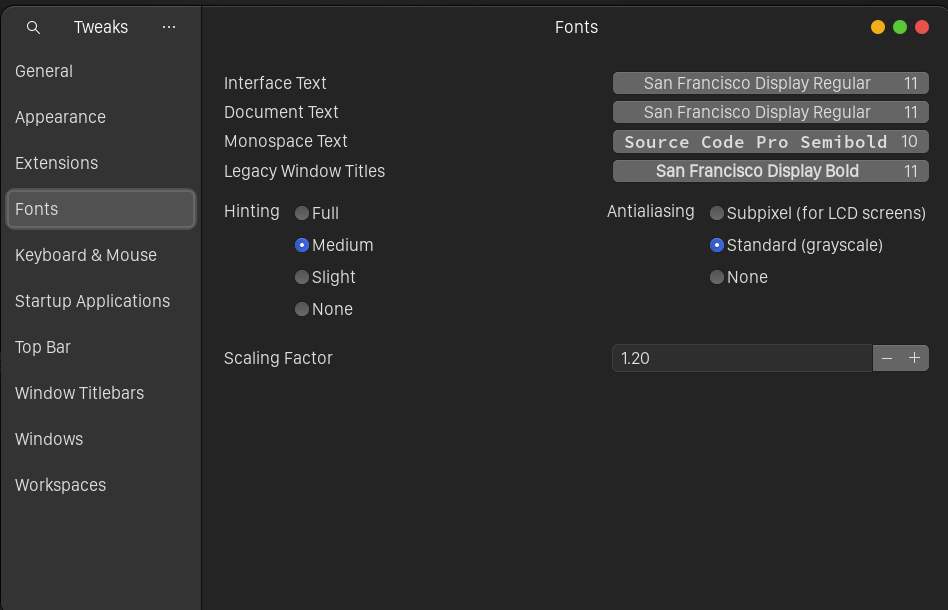 Tweaks
Fonts
General
Appearance
Extensions
Fonts
Keyboard & Mouse
Startup Applications
Top Bar
Window Titlebars
Windows
Workspaces
Interface Text San Francisco Display Regular 11
Document Text San Francisco Display Regular 11
Monospace Text Source Code Pro Semibold 10
Legacy Window Titles San Francisco Display Bold 11
Hinting Full
Medium
Slight
None
Antialiasing Subpixel (for LCD screens)
Standard (grayscale)
None
Scaling Factor 1.20 − +